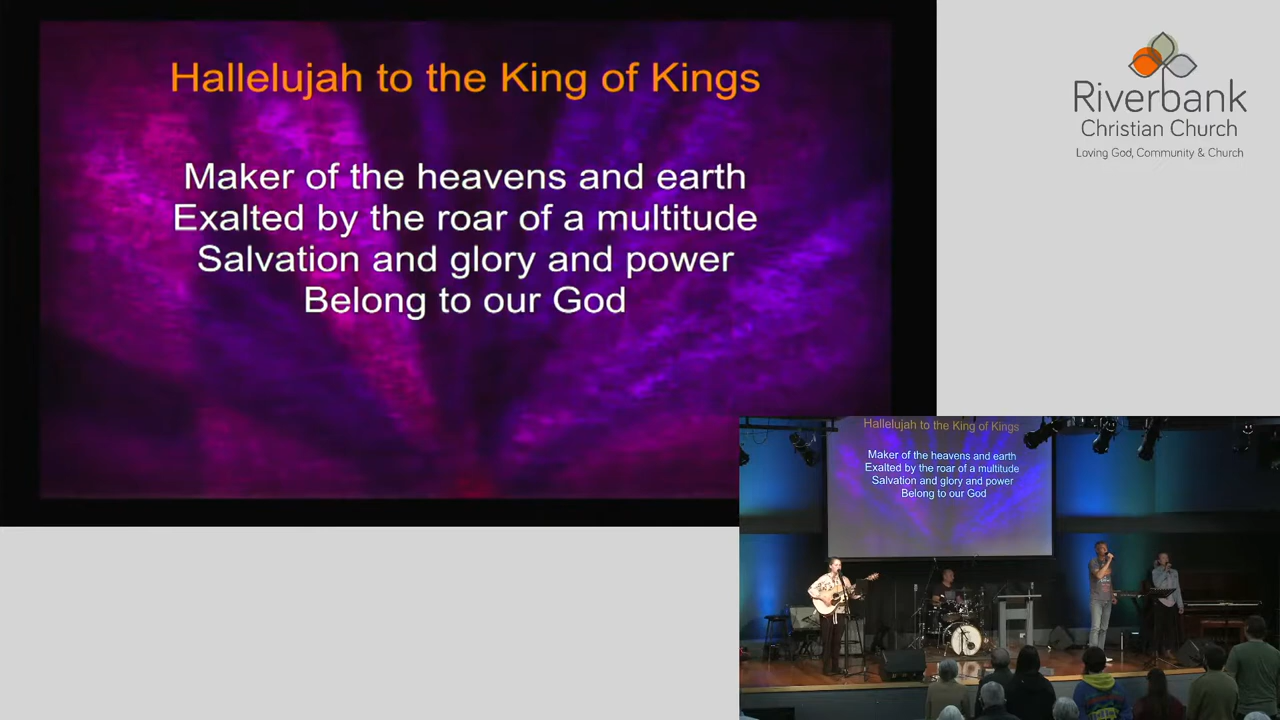 Hallelujah to the King of Kings
Maker of the heavens and earth
Exalted by the roar of a multitude
Salvation and glory and power
Belong to our God
Riverbank
Christian Church
Loving God, Community & Church
Hallelujah to the King of Kings
Maker of the heavens and earth
Exalted by the roar of a multitude
Salvation and glory and power
Belong to our God